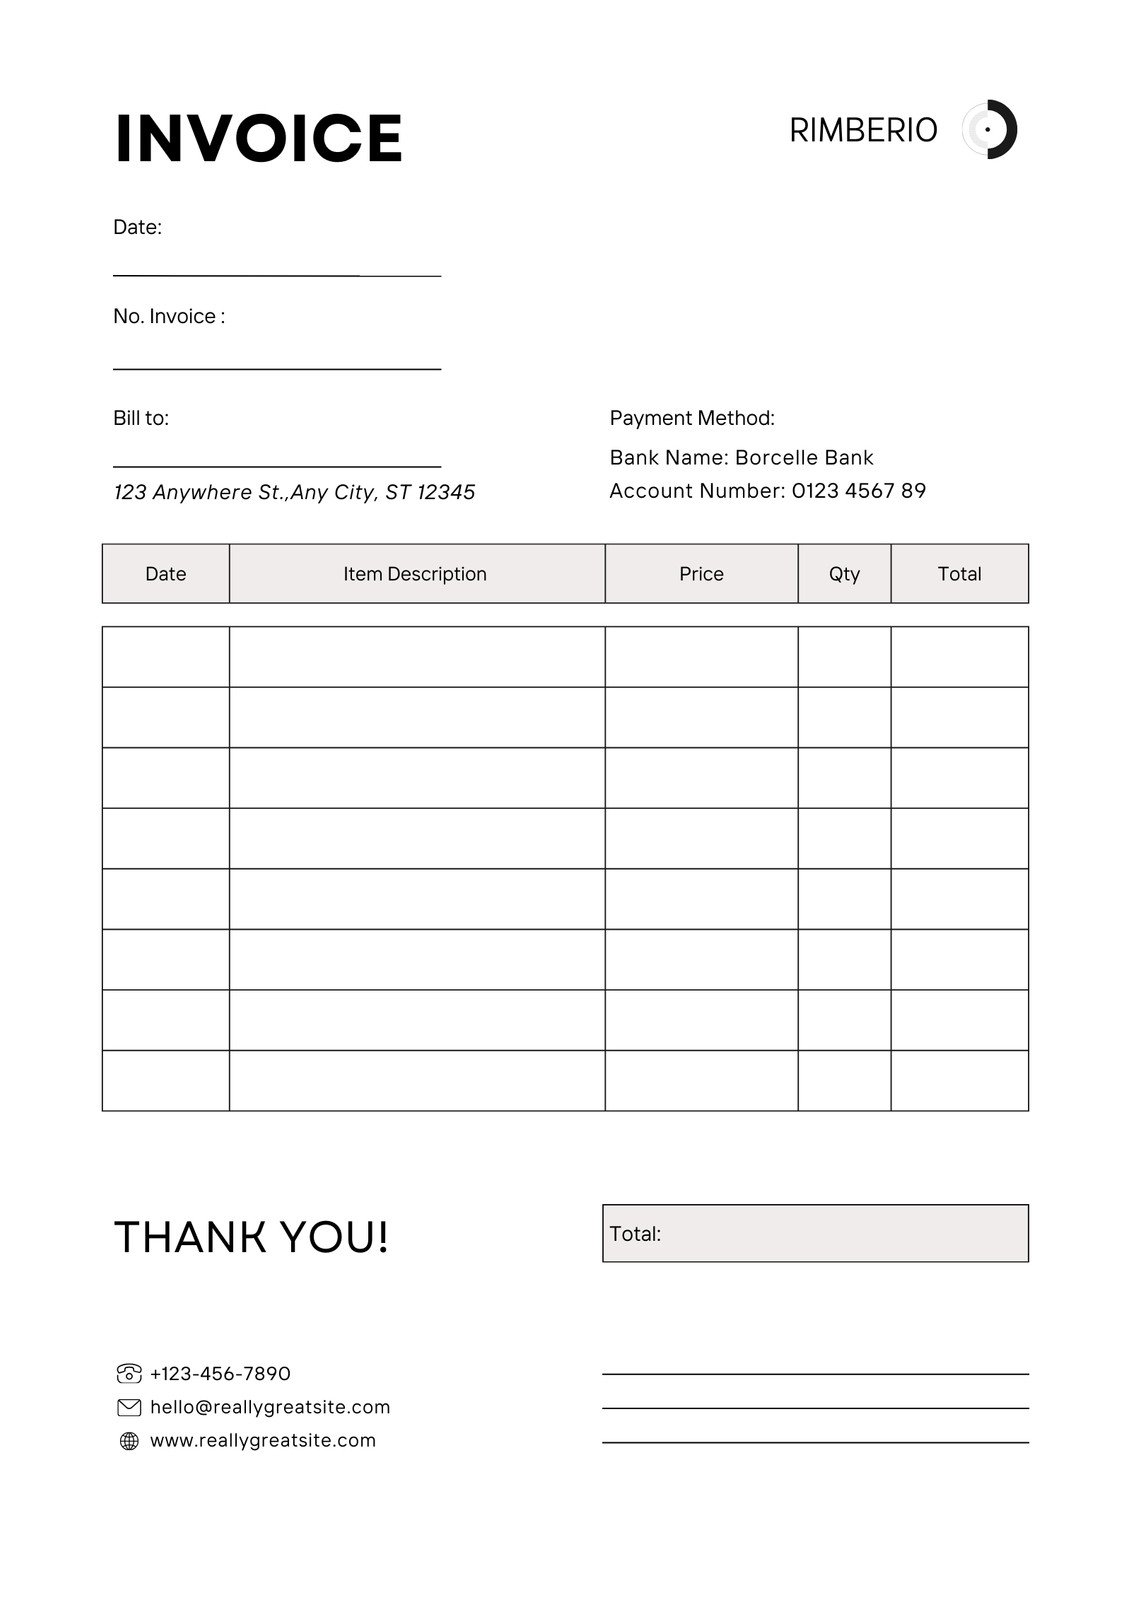 INVOICE
RIMBERIO
Date:
No. Invoice :
Bill to:
123 Anywhere St.,Any City, ST 12345
Payment Method:
Bank Name: Borcelle Bank
Account Number: 0123 4567 89
Date Item Description Price Qty Total
THANK YOU!
Total:
+123-456-7890
hello@reallygreatsite.com
www.reallygreatsite.com